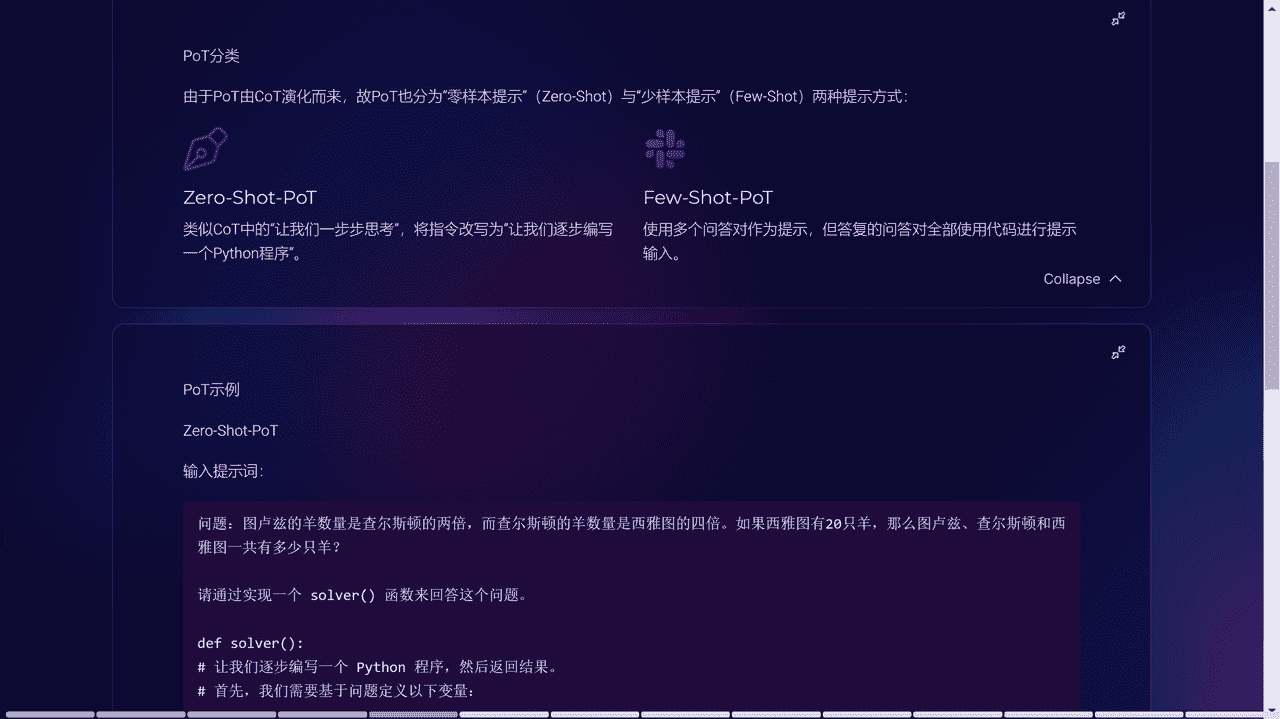 PoT分类
由于PoT由CoT演化而来，故PoT也分为“零样本提示”（Zero-Shot）与“少样本提示”（Few-Shot）两种提示方式：
Zero-Shot-PoT
类似CoT中的“让我们一步步思考”，将指令改写为“让我们逐步编写
一个Python程序”。
Few-Shot-PoT
使用多个问答对作为提示，但答复的问答对全部使用代码进行提示
输入。
Collapse
PoT示例
Zero-Shot-PoT
输入提示词：
问题：图卢兹的羊数量是查尔斯顿的两倍，而查尔斯顿的羊数量是西雅图的四倍。如果西雅图有20只羊，那么图卢兹、查尔斯顿和西
雅图一共有多少只羊？
请通过实现一个 solver() 函数来回答这个问题。
def solver():
# 让我们逐步编写一个 Python 程序，然后返回结果。
# 首先，我们需要基于问题定义以下变量：